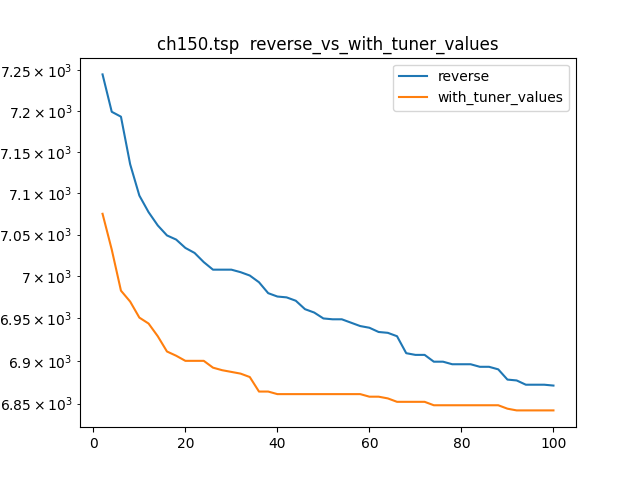 ch150.tsp  reverse_vs_with_tuner_values
reverse
with_tuner_values
7.25 × 10³
7.2 × 10³
7.15 × 10³
7.1 × 10³
7.05 × 10³
7 × 10³
6.95 × 10³
6.9 × 10³
6.85 × 10³
0 20 40 60 80 100